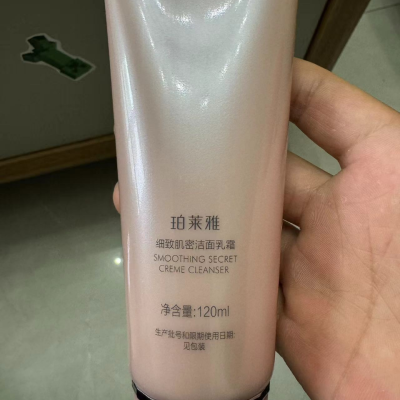 珀莱雅
细致肌密洁面乳霜
SMOOTHING SECRET
CREME CLEANSER
净含量:120ml
生产批号和限期使用日期
见包装